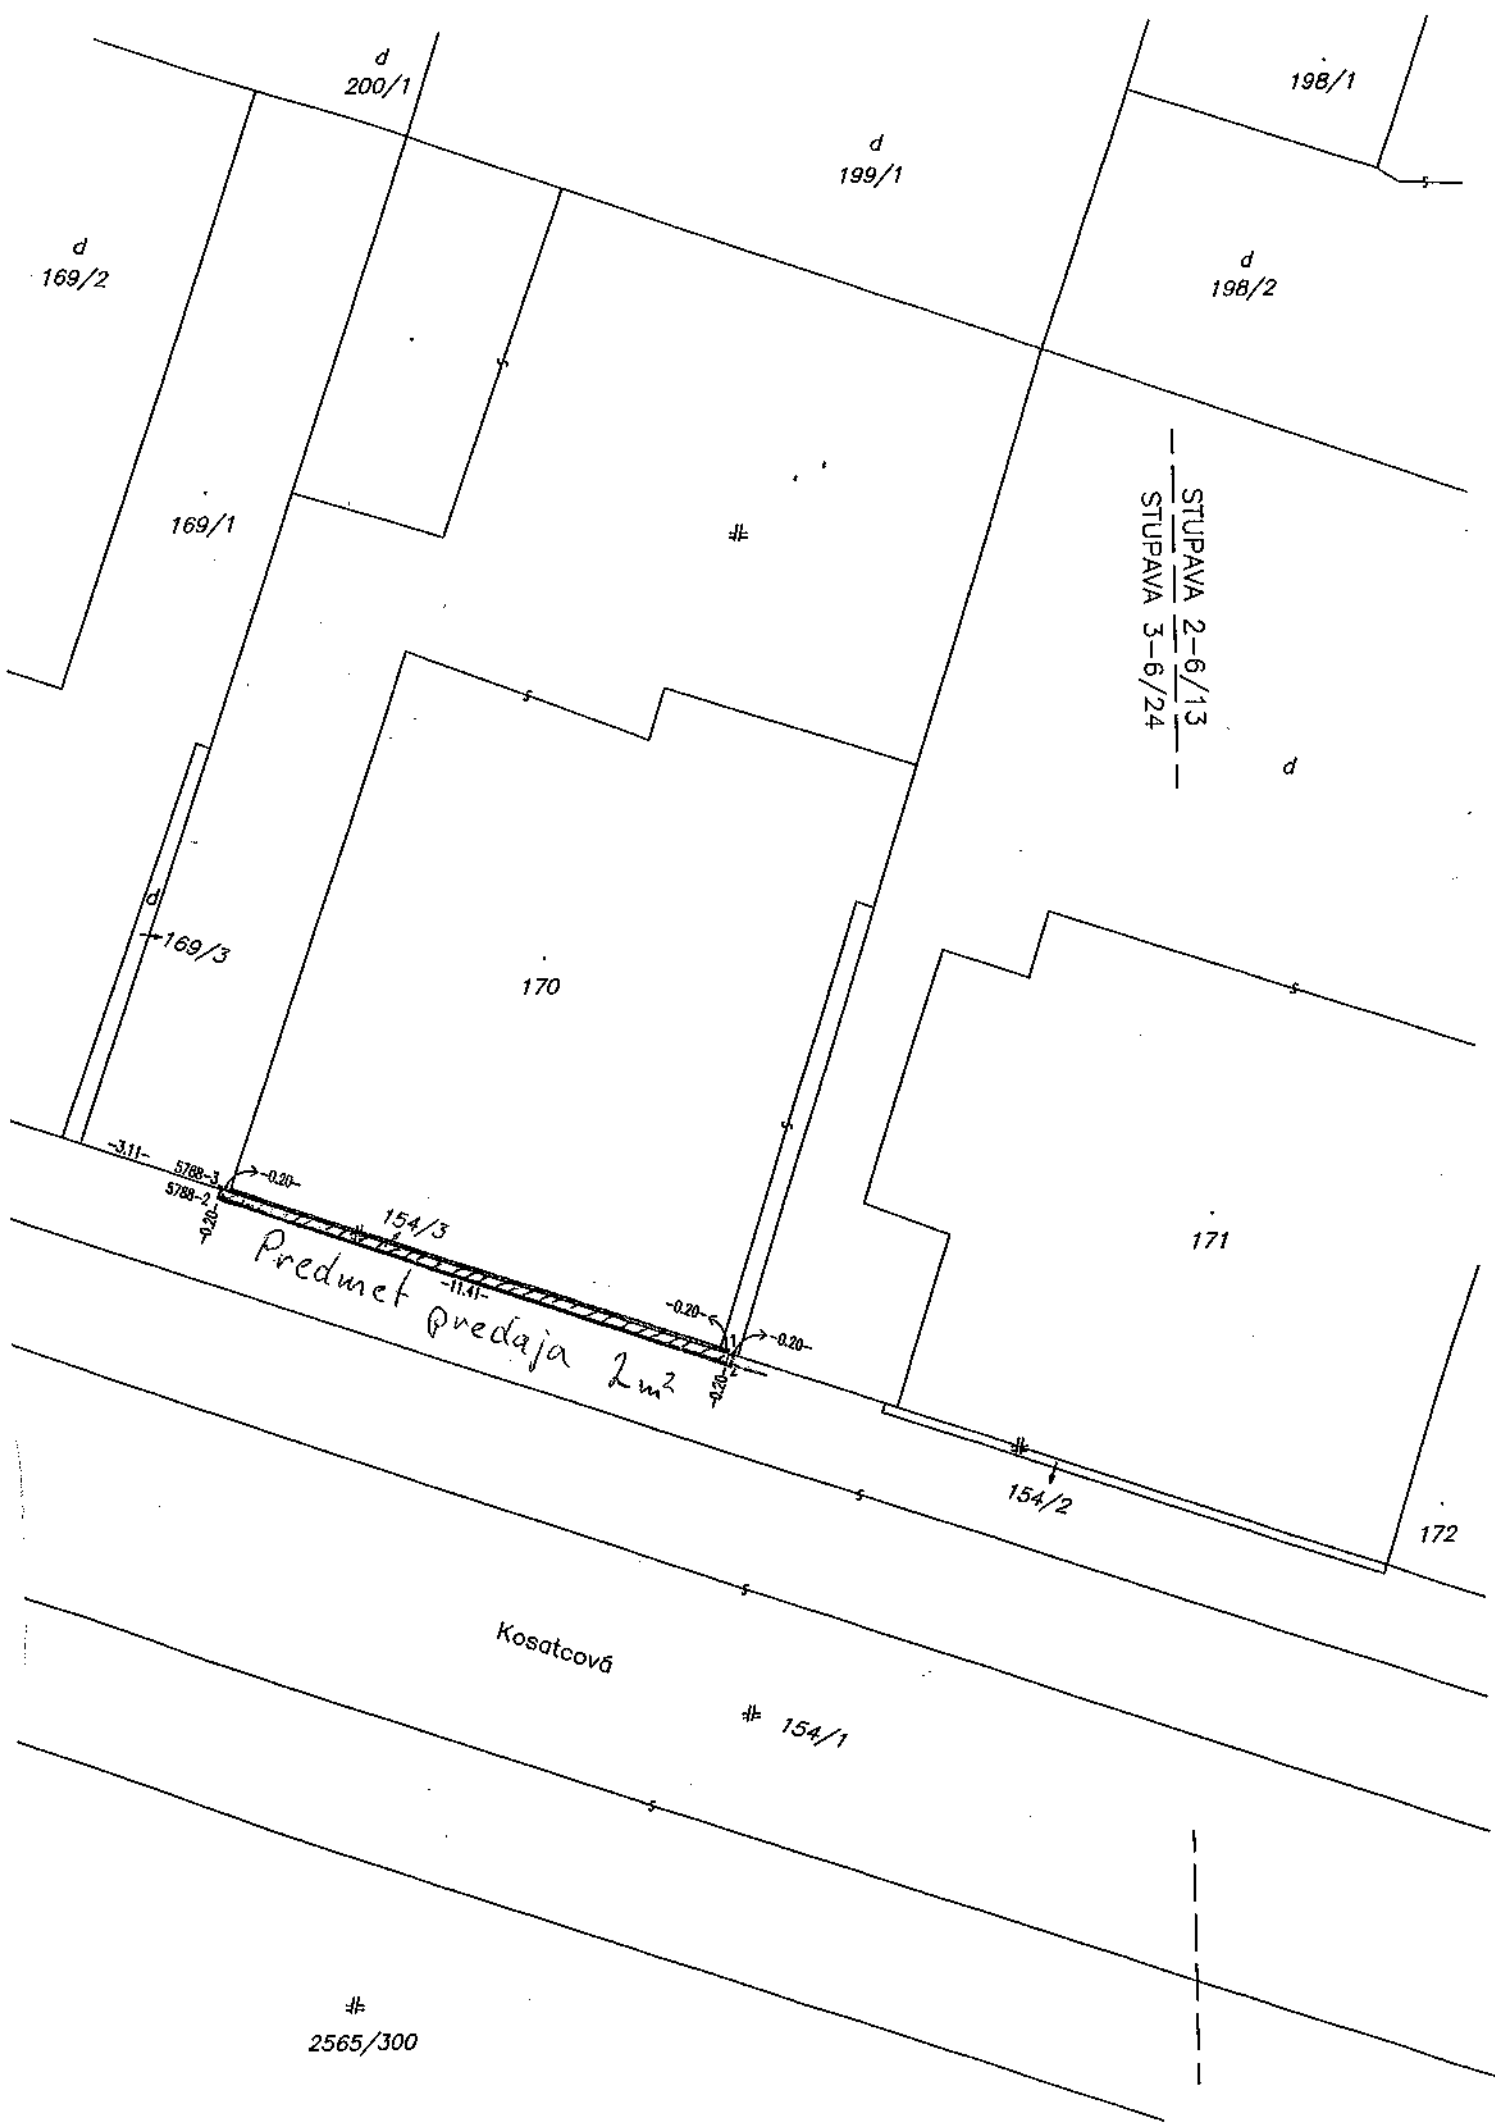 d
200/1
198/1
d
199/1
d
169/2
d
198/2
169/1
STUPAVA 2-6/13
STUPAVA 3-6/24
d
d
169/3
170
-3.11-
5788-3
5788-2
-0.20-
-0.20-
154/3
171
Predmet predaja 2m²
-11.41-
-0.20-
-0.20-
1
2
-0.20-
154/2
172
Kosatcová
154/1
2565/300